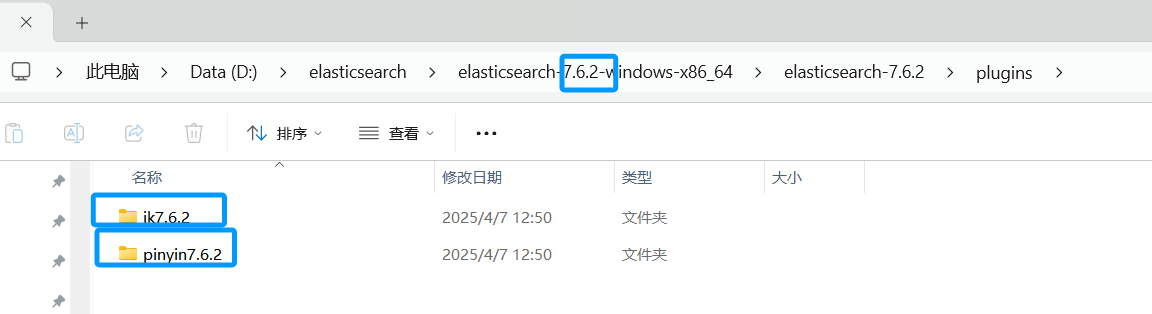 此电脑 > Data (D:) > elasticsearch > elasticsearch-7.6.2-windows-x86_64 > elasticsearch-7.6.2 > plugins >
排序 查看
名称 修改日期 类型 大小
ik7.6.2 2025/4/7 12:50 文件夹
pinyin7.6.2 2025/4/7 12:50 文件夹